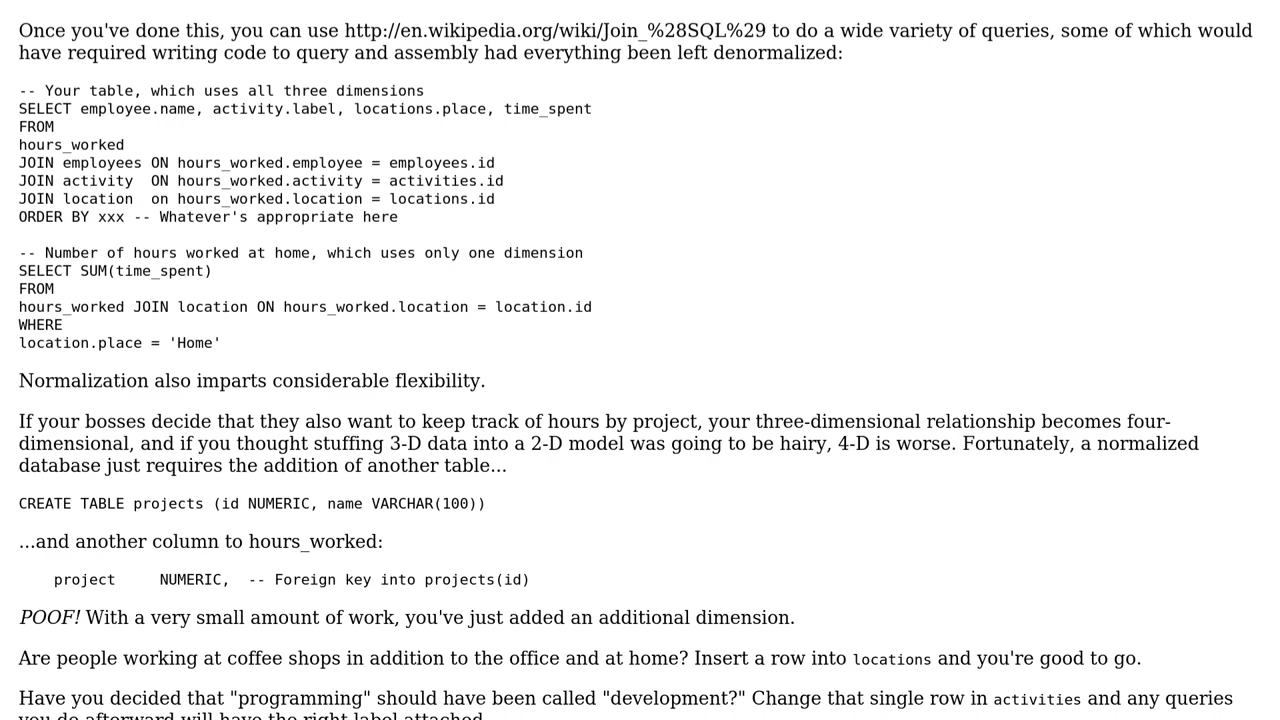 Once you've done this, you can use http://en.wikipedia.org/wiki/Join_%28SQL%29 to do a wide variety of queries, some of which would
have required writing code to query and assembly had everything been left denormalized:
-- Your table, which uses all three dimensions
SELECT employee.name, activity.label, locations.place, time_spent
FROM
hours_worked
JOIN employees ON hours_worked.employee = employees.id
JOIN activity  ON hours_worked.activity = activities.id
JOIN location  on hours_worked.location = locations.id
ORDER BY xxx -- Whatever's appropriate here
-- Number of hours worked at home, which uses only one dimension
SELECT SUM(time_spent)
FROM
hours_worked JOIN location ON hours_worked.location = location.id
WHERE
location.place = 'Home'
Normalization also imparts considerable flexibility.
If your bosses decide that they also want to keep track of hours by project, your three-dimensional relationship becomes four-
dimensional, and if you thought stuffing 3-D data into a 2-D model was going to be hairy, 4-D is worse. Fortunately, a normalized
database just requires the addition of another table...
CREATE TABLE projects (id NUMERIC, name VARCHAR(100))
...and another column to hours_worked:
    project     NUMERIC,  -- Foreign key into projects(id)
POOF! With a very small amount of work, you've just added an additional dimension.
Are people working at coffee shops in addition to the office and at home? Insert a row into locations and you're good to go.
Have you decided that "programming" should have been called "development?" Change that single row in activities and any queries
you do afterward will have the right label attached.